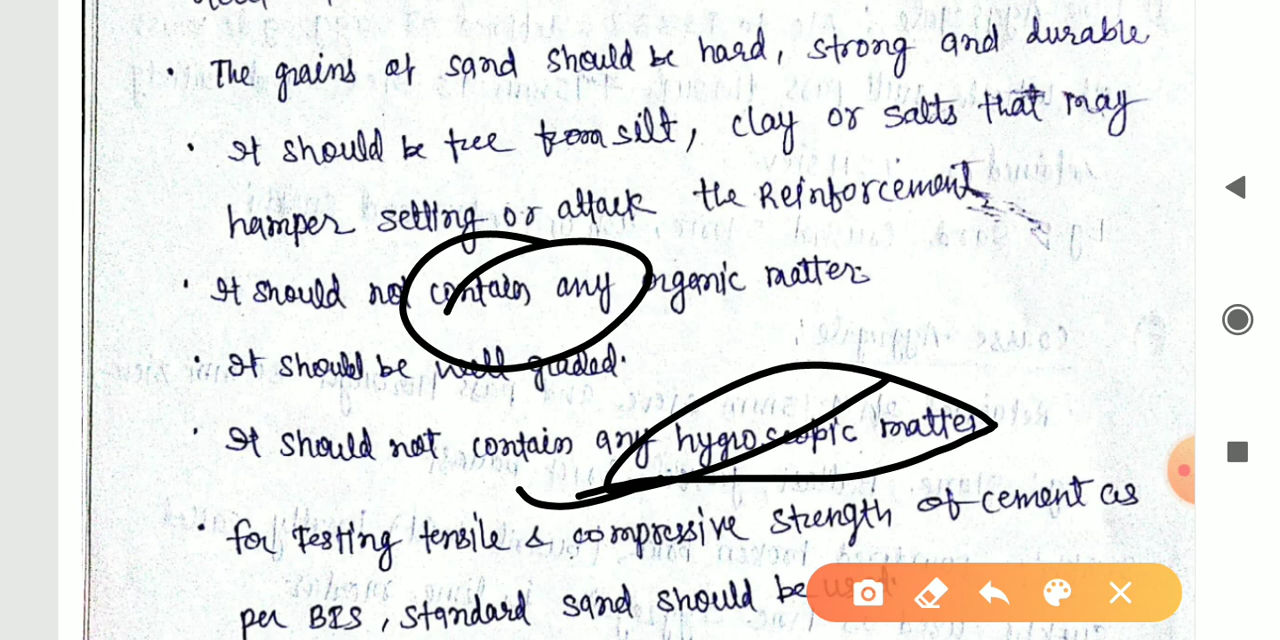 • The grains of sand should be hard, strong and durable
• It should be free from silt, clay or salts that may
hamper setting or attack the Reinforcement
• It should not contain any organic matter.
• It should be well graded.
• It should not contain any hygroscopic matter
• for Testing tensile & compressive strength of cement as
per BIS, standard sand should be used.